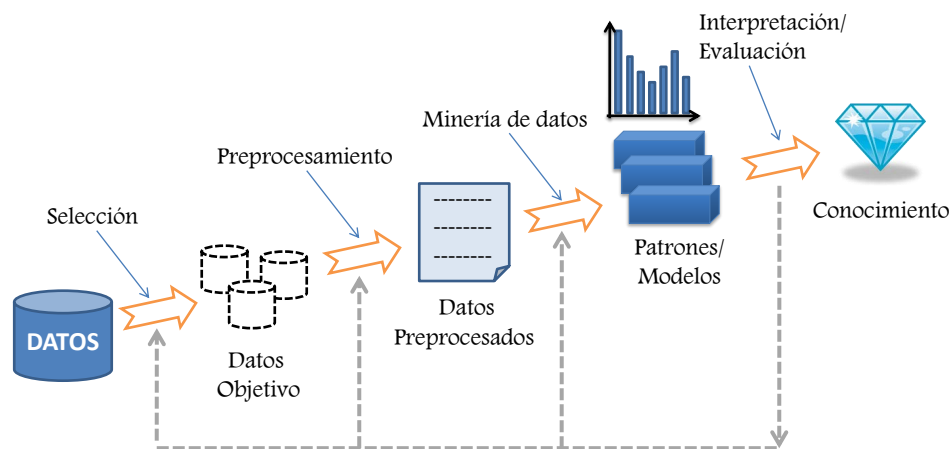 Selección
DATOS
Datos
Objetivo
Preprocesamiento
Datos
Preprocesados
Minería de datos
Patrones/
Modelos
Interpretación/
Evaluación
Conocimiento